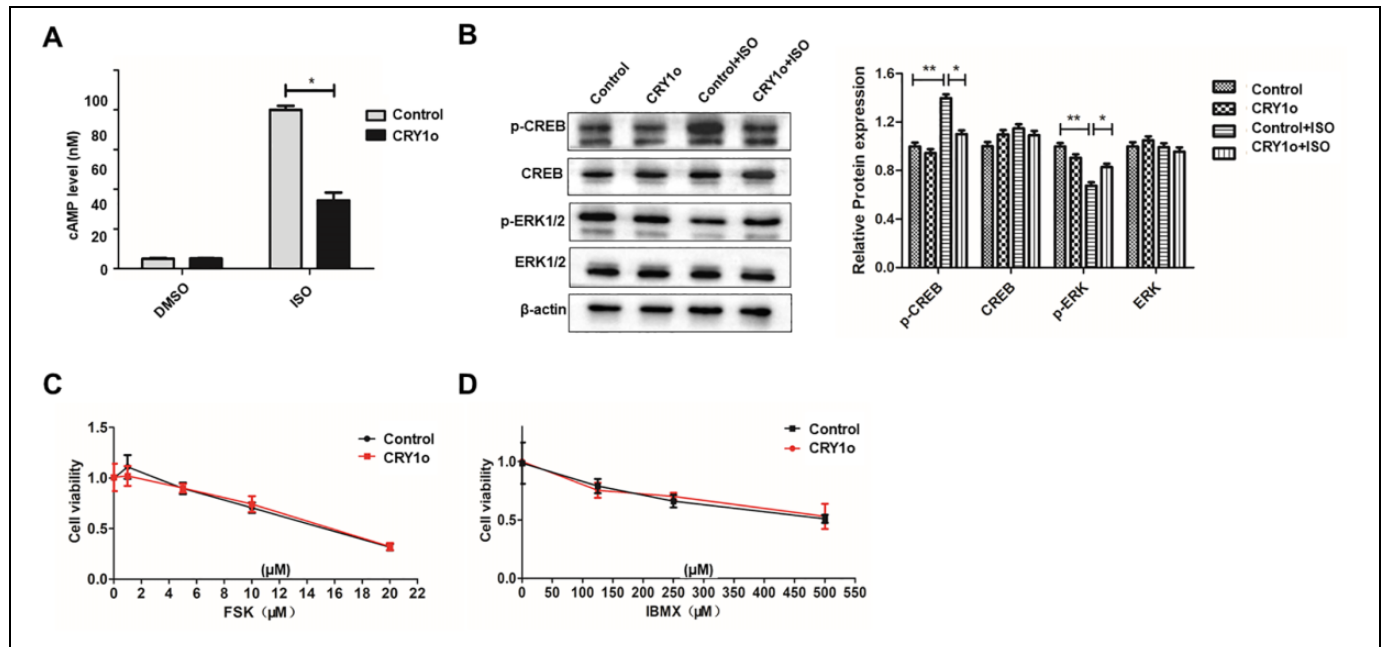 A
cAMP level (nM)
100
80
60
40
20
0
DMSO
ISO
*
Control
CRY1o
B
Control
CRY1o
Control+ISO
CRY1o+ISO
p-CREB
CREB
p-ERK1/2
ERK1/2
β-actin
Relative Protein expression
1.6
1.2
0.8
0.4
0.0
** *
** *
p-CREB
CREB
p-ERK
ERK
Control
CRY1o
Control+ISO
CRY1o+ISO
C
Cell viability
1.5
1.0
0.5
0.0
Control
CRY1o
(μM)
0 2 4 6 8 10 12 14 16 18 20 22
FSK (μM)
D
Cell viability
1.0
0.5
0.0
Control
CRY1o
(μM)
0 50 100 150 200 250 300 350 400 450 500 550
IBMX (μM)